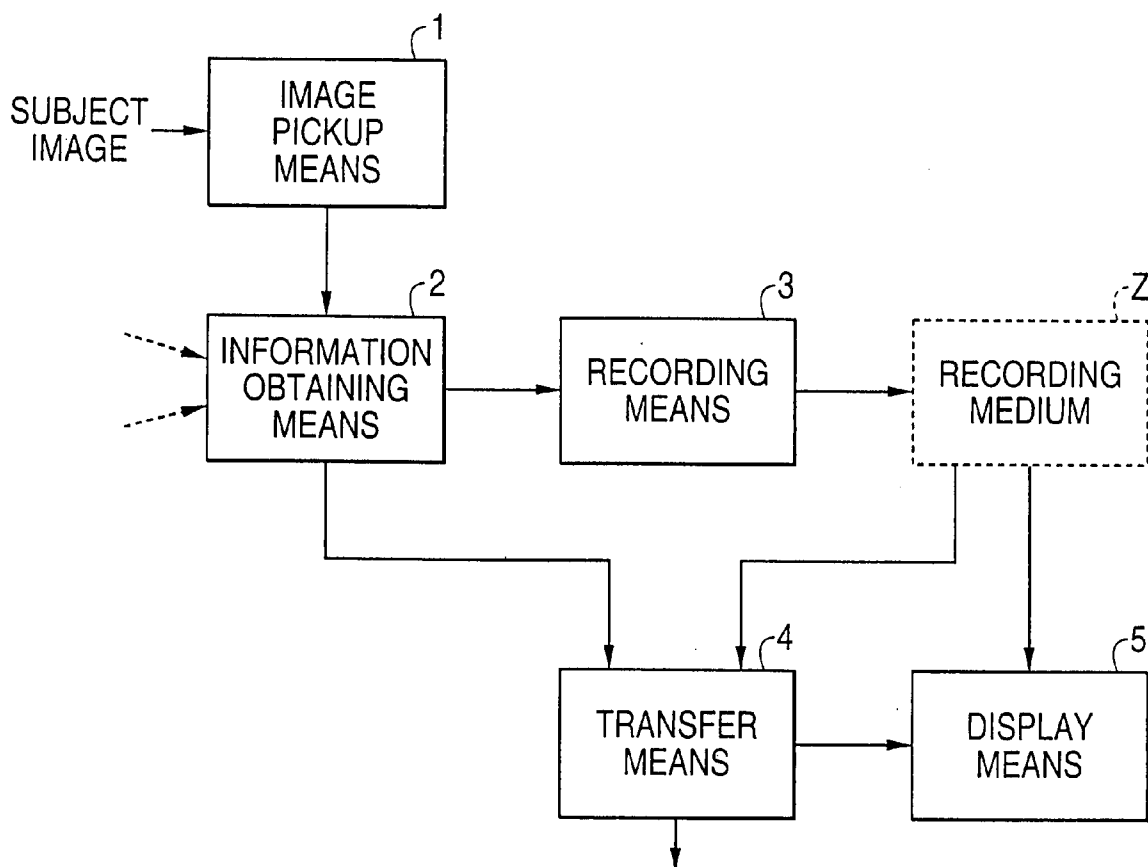 1
IMAGE
PICKUP
MEANS
SUBJECT
IMAGE
2
INFORMATION
OBTAINING
MEANS
3
RECORDING
MEANS
Z
RECORDING
MEDIUM
4
TRANSFER
MEANS
5
DISPLAY
MEANS